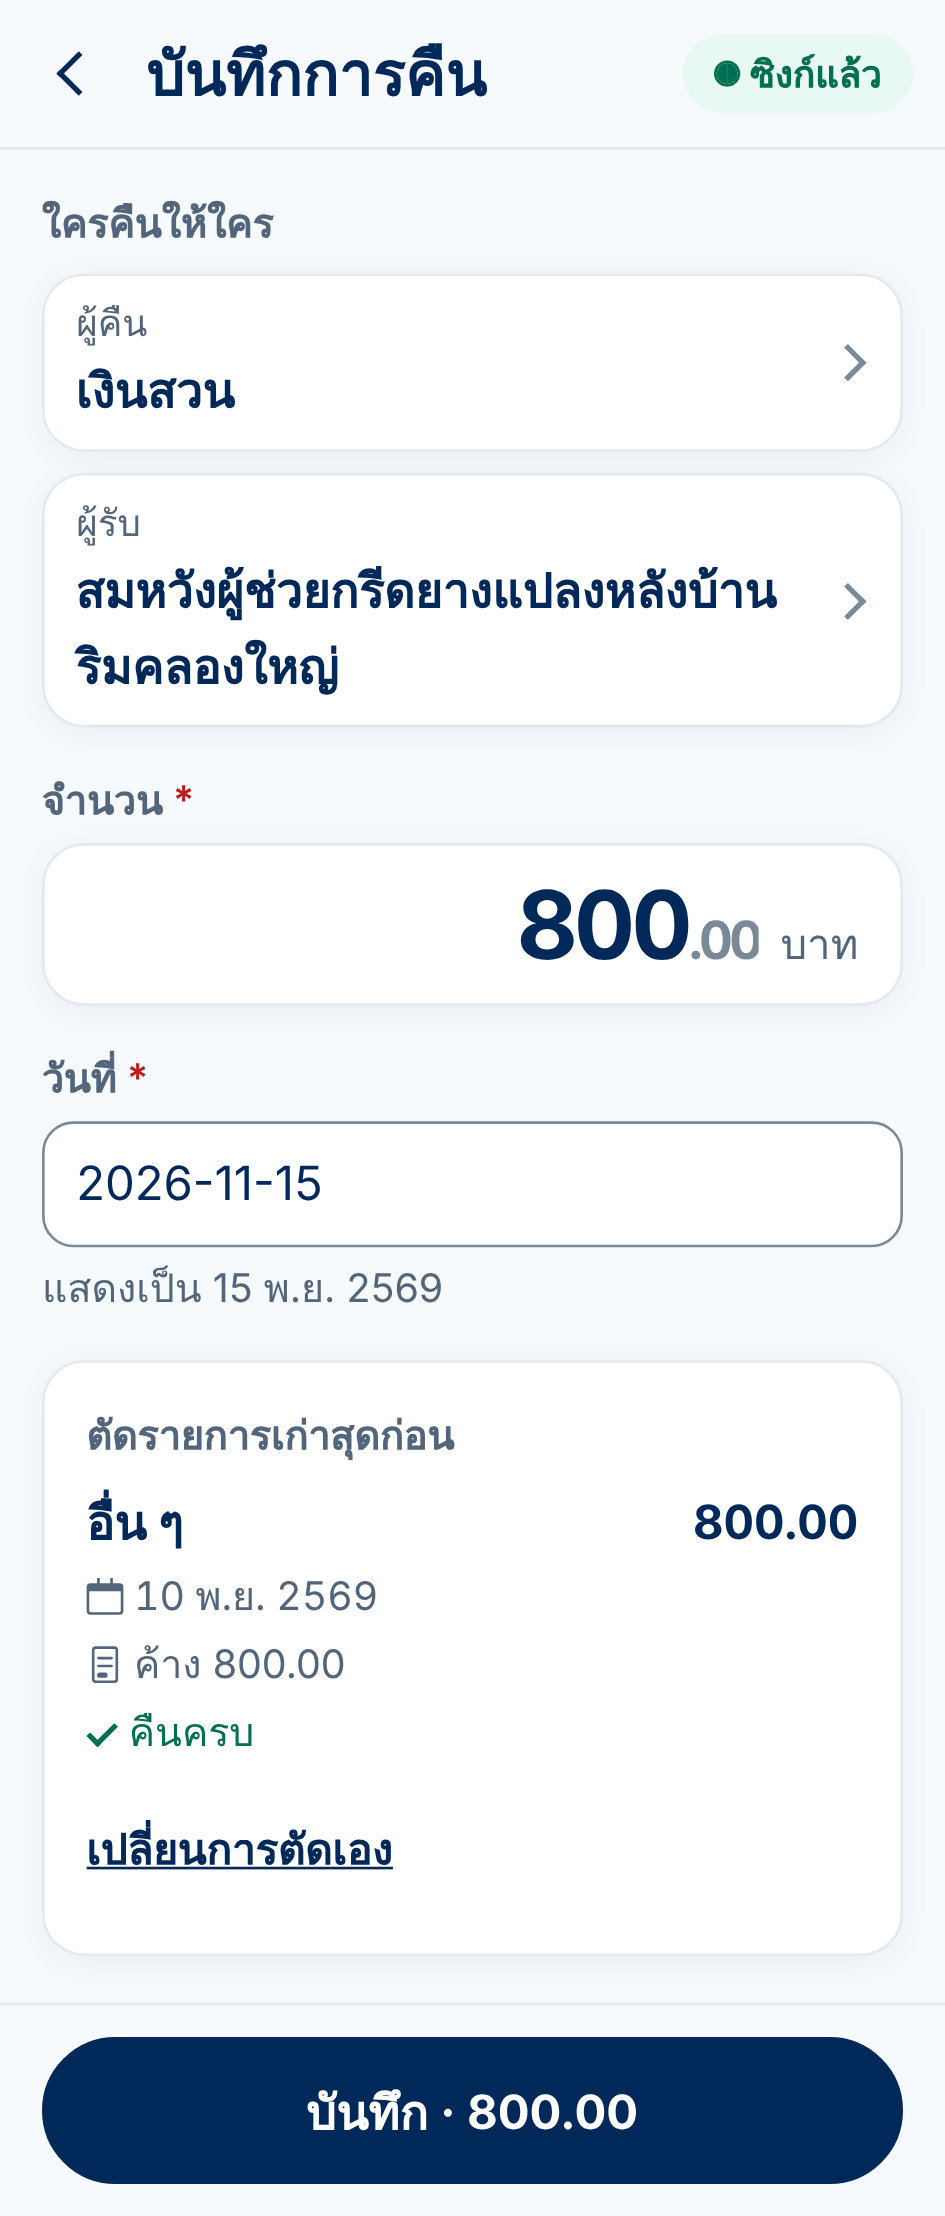 บันทึกการคืน
ซิงก์แล้ว
ใครคืนให้ใคร
ผู้คืน
เงินสวน
ผู้รับ
สมหวังผู้ช่วยกรีดยางแปลงหลังบ้าน
ริมคลองใหญ่
จำนวน *
800.00 บาท
วันที่ *
2026-11-15
แสดงเป็น 15 พ.ย. 2569
ตัดรายการเก่าสุดก่อน
อื่น ๆ 800.00
10 พ.ย. 2569
ค้าง 800.00
คืนครบ
เปลี่ยนการตัดเอง
บันทึก · 800.00